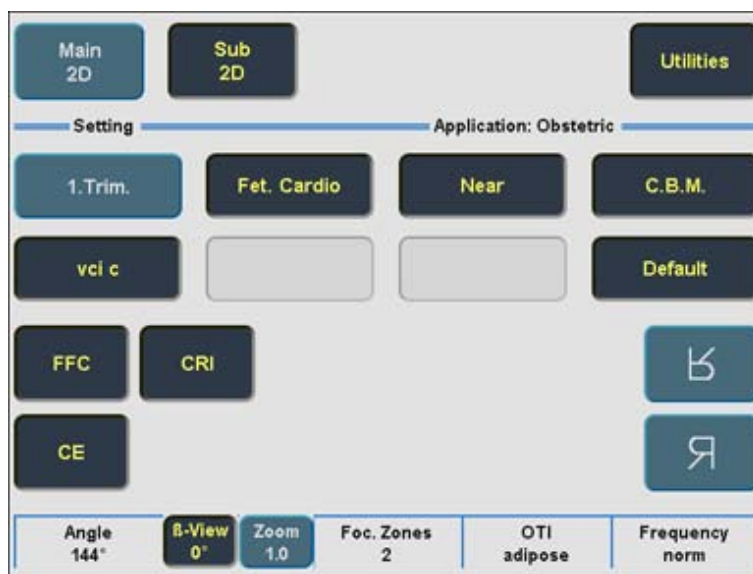 Main
2D
Sub
2D
Utilities
Setting
Application: Obstetric
1.Trim.
Fet. Cardio
Near
C.B.M.
vci c
Default
FFC
CRI
R
CE
R
Angle
144°
ß-View
0°
Zoom
1.0
Foc. Zones
2
OTI
adipose
Frequency
norm